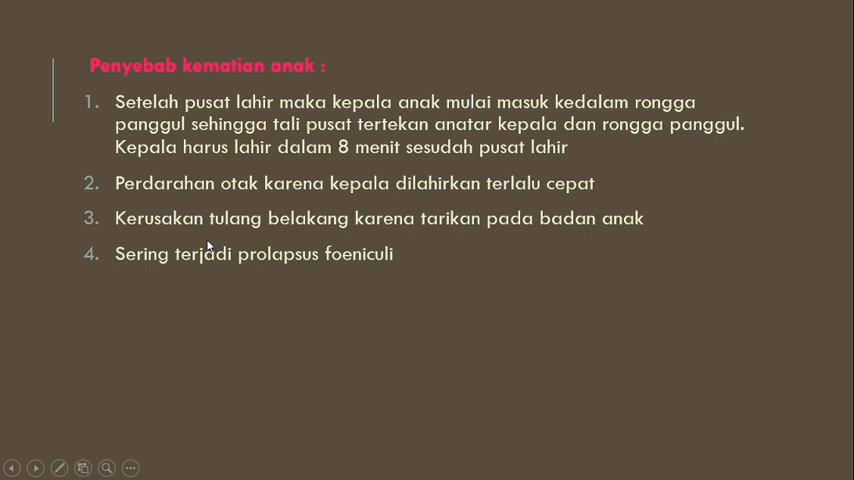 Penyebab kematian anak :
1. Setelah pusat lahir maka kepala anak mulai masuk kedalam rongga
panggul sehingga tali pusat tertekan anatar kepala dan rongga panggul.
Kepala harus lahir dalam 8 menit sesudah pusat lahir
2. Perdarahan otak karena kepala dilahirkan terlalu cepat
3. Kerusakan tulang belakang karena tarikan pada badan anak
4. Sering terjadi prolapsus foeniculi